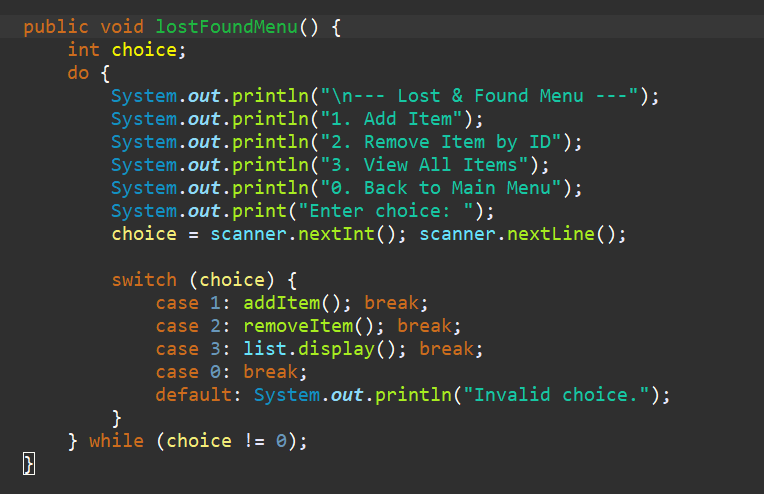 public void lostFoundMenu() {
    int choice;
    do {
        System.out.println("\n--- Lost & Found Menu ---");
        System.out.println("1. Add Item");
        System.out.println("2. Remove Item by ID");
        System.out.println("3. View All Items");
        System.out.println("0. Back to Main Menu");
        System.out.print("Enter choice: ");
        choice = scanner.nextInt(); scanner.nextLine();

        switch (choice) {
            case 1: addItem(); break;
            case 2: removeItem(); break;
            case 3: list.display(); break;
            case 0: break;
            default: System.out.println("Invalid choice.");
        }
    } while (choice != 0);
}